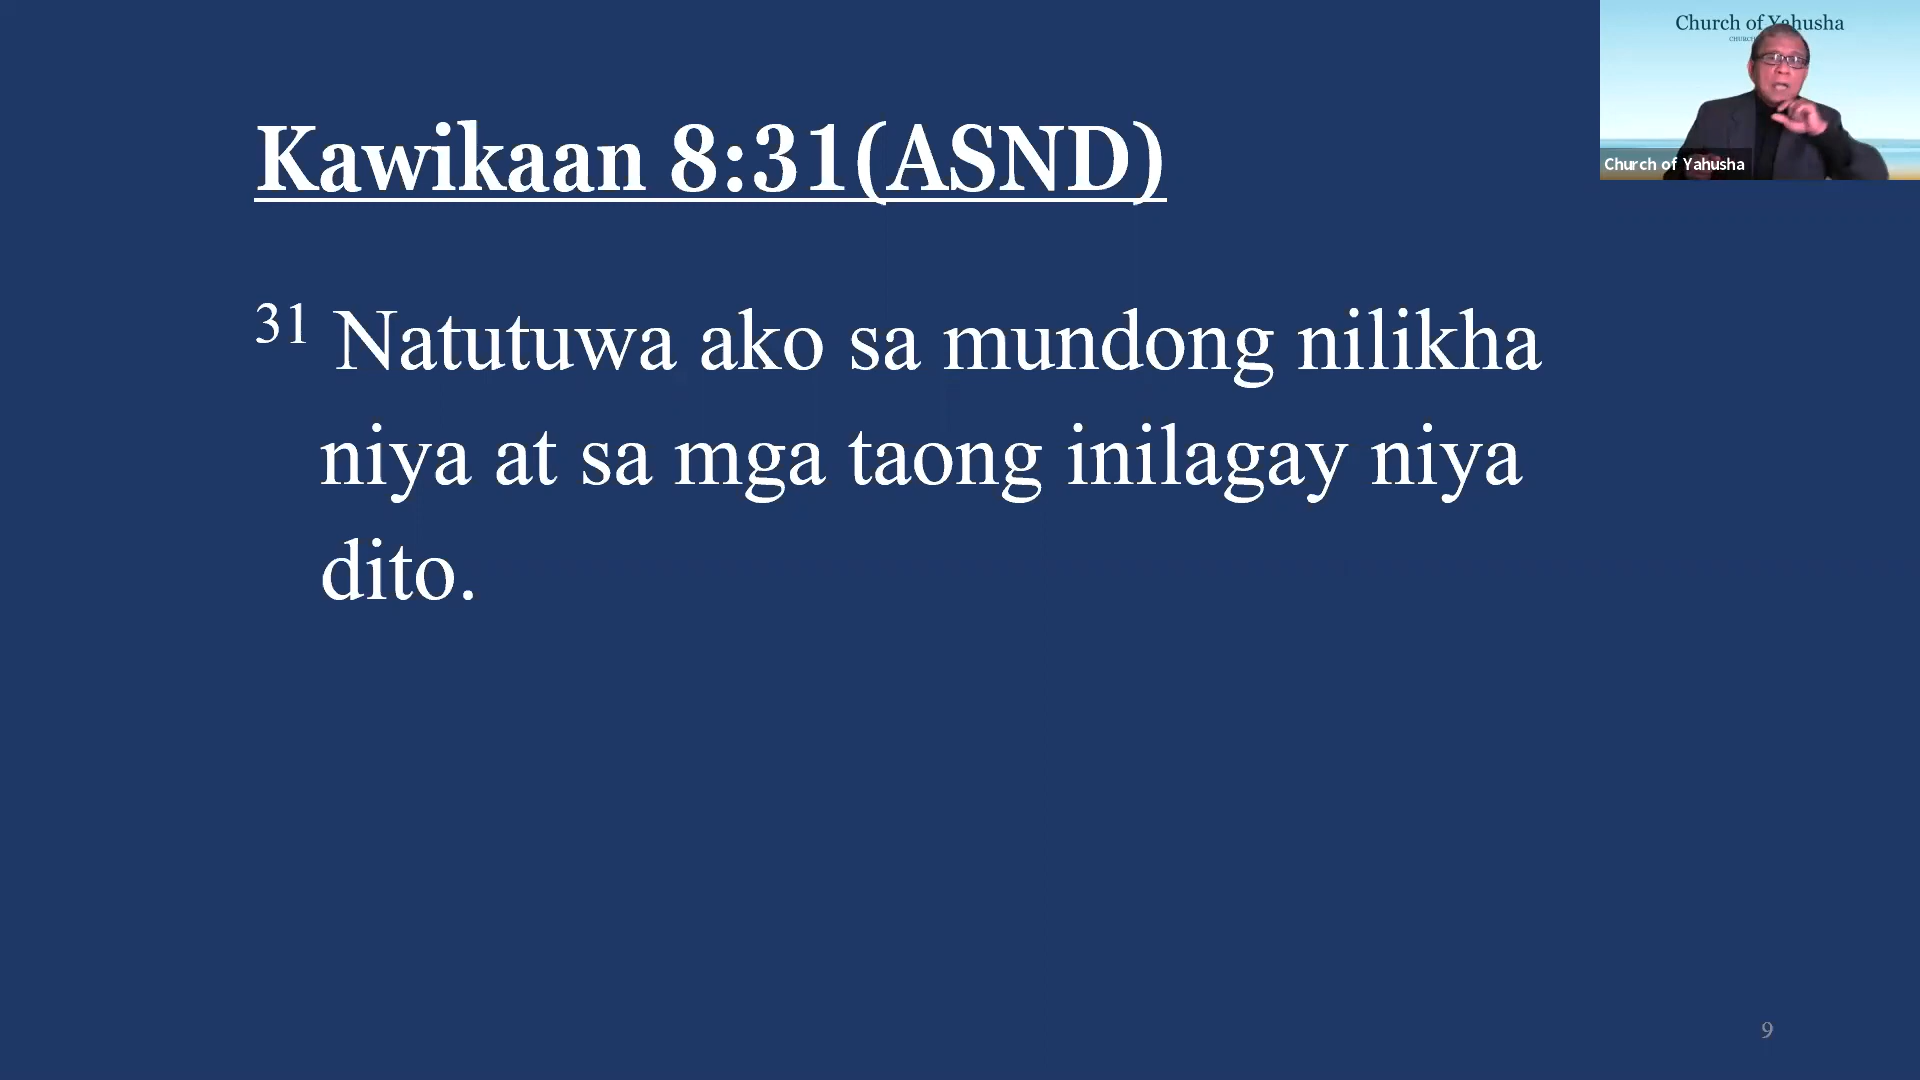 Church of Yahusha
Kawikaan 8:31(ASND)
Church of Yahusha
31 Natutuwa ako sa mundong nilikha
niya at sa mga taong inilagay niya
dito.
9